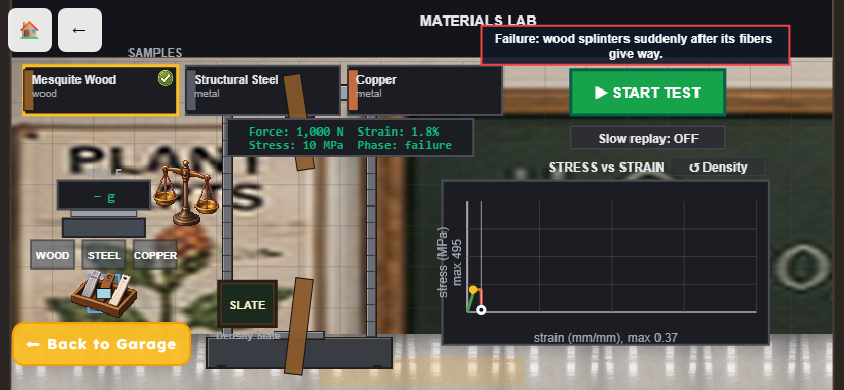 MATERIALS LAB
Failure: wood splinters suddenly after its fibers
give way.
SAMPLES
Mesquite Wood
wood
Structural Steel
metal
Copper
metal
▶ START TEST
Force: 1,000 N Strain: 1.8%
Stress: 10 MPa Phase: failure
Slow replay: OFF
STRESS vs STRAIN
↺ Density
PLANT
– g
WOOD
STEEL
COPPER
stress (MPa)
max 495
SLATE
Density Slate
strain (mm/mm), max 0.37
← Back to Garage